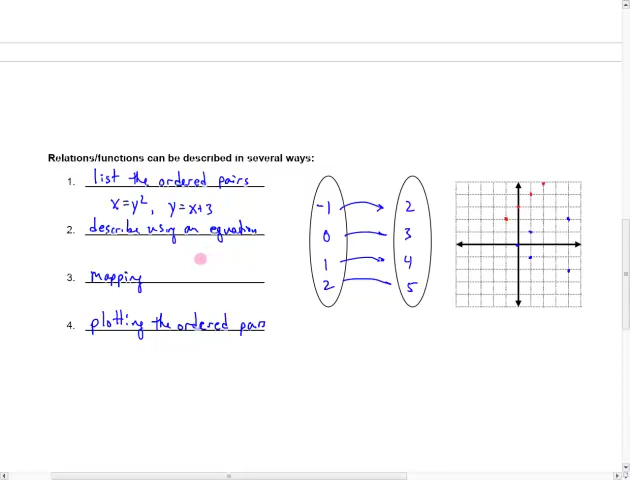 Relations/functions can be described in several ways:
1. list the ordered pairs
x=y², y=x+3
2. describe using an equation
3. mapping
4. plotting the ordered pairs
-1 2
0 3
1 4
2 5